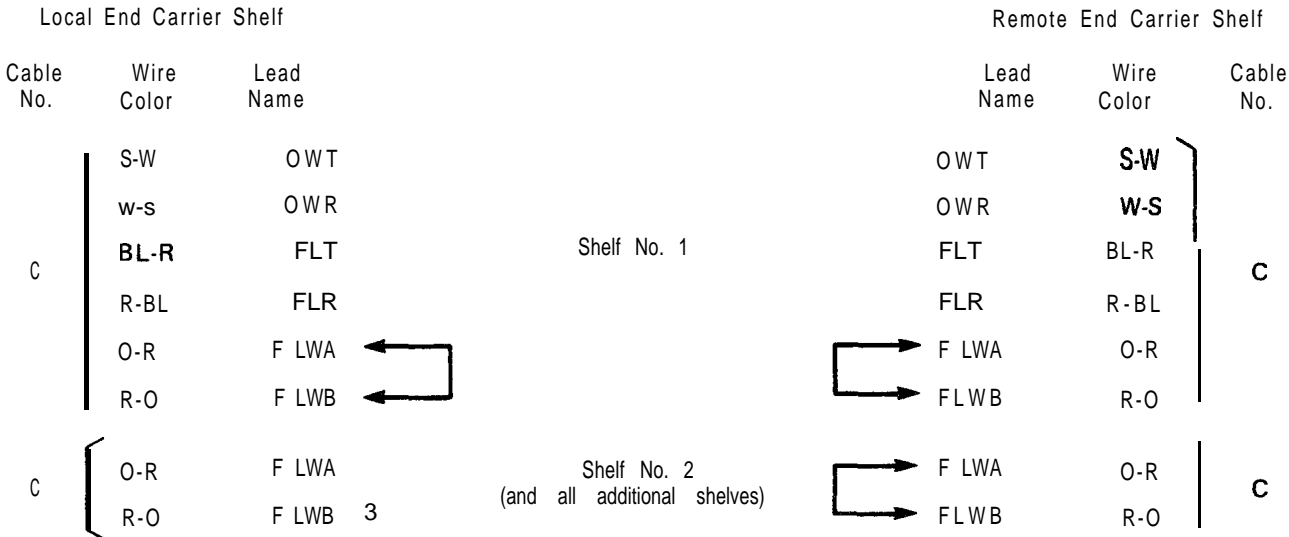 Local End Carrier Shelf Remote End Carrier Shelf
Cable No. Wire Color Lead Name Lead Name Wire Color Cable No.
S-W OWT OWT S-W
w-s OWR OWR W-S
BL-R FLT Shelf No. 1 FLT BL-R
C C
R-BL FLR FLR R-BL
O-R F LWA F LWA O-R
R-O F LWB FLWB R-O
O-R F LWA Shelf No. 2 F LWA O-R
C (and all additional shelves) C
R-O F LWB 3 FLWB R-O